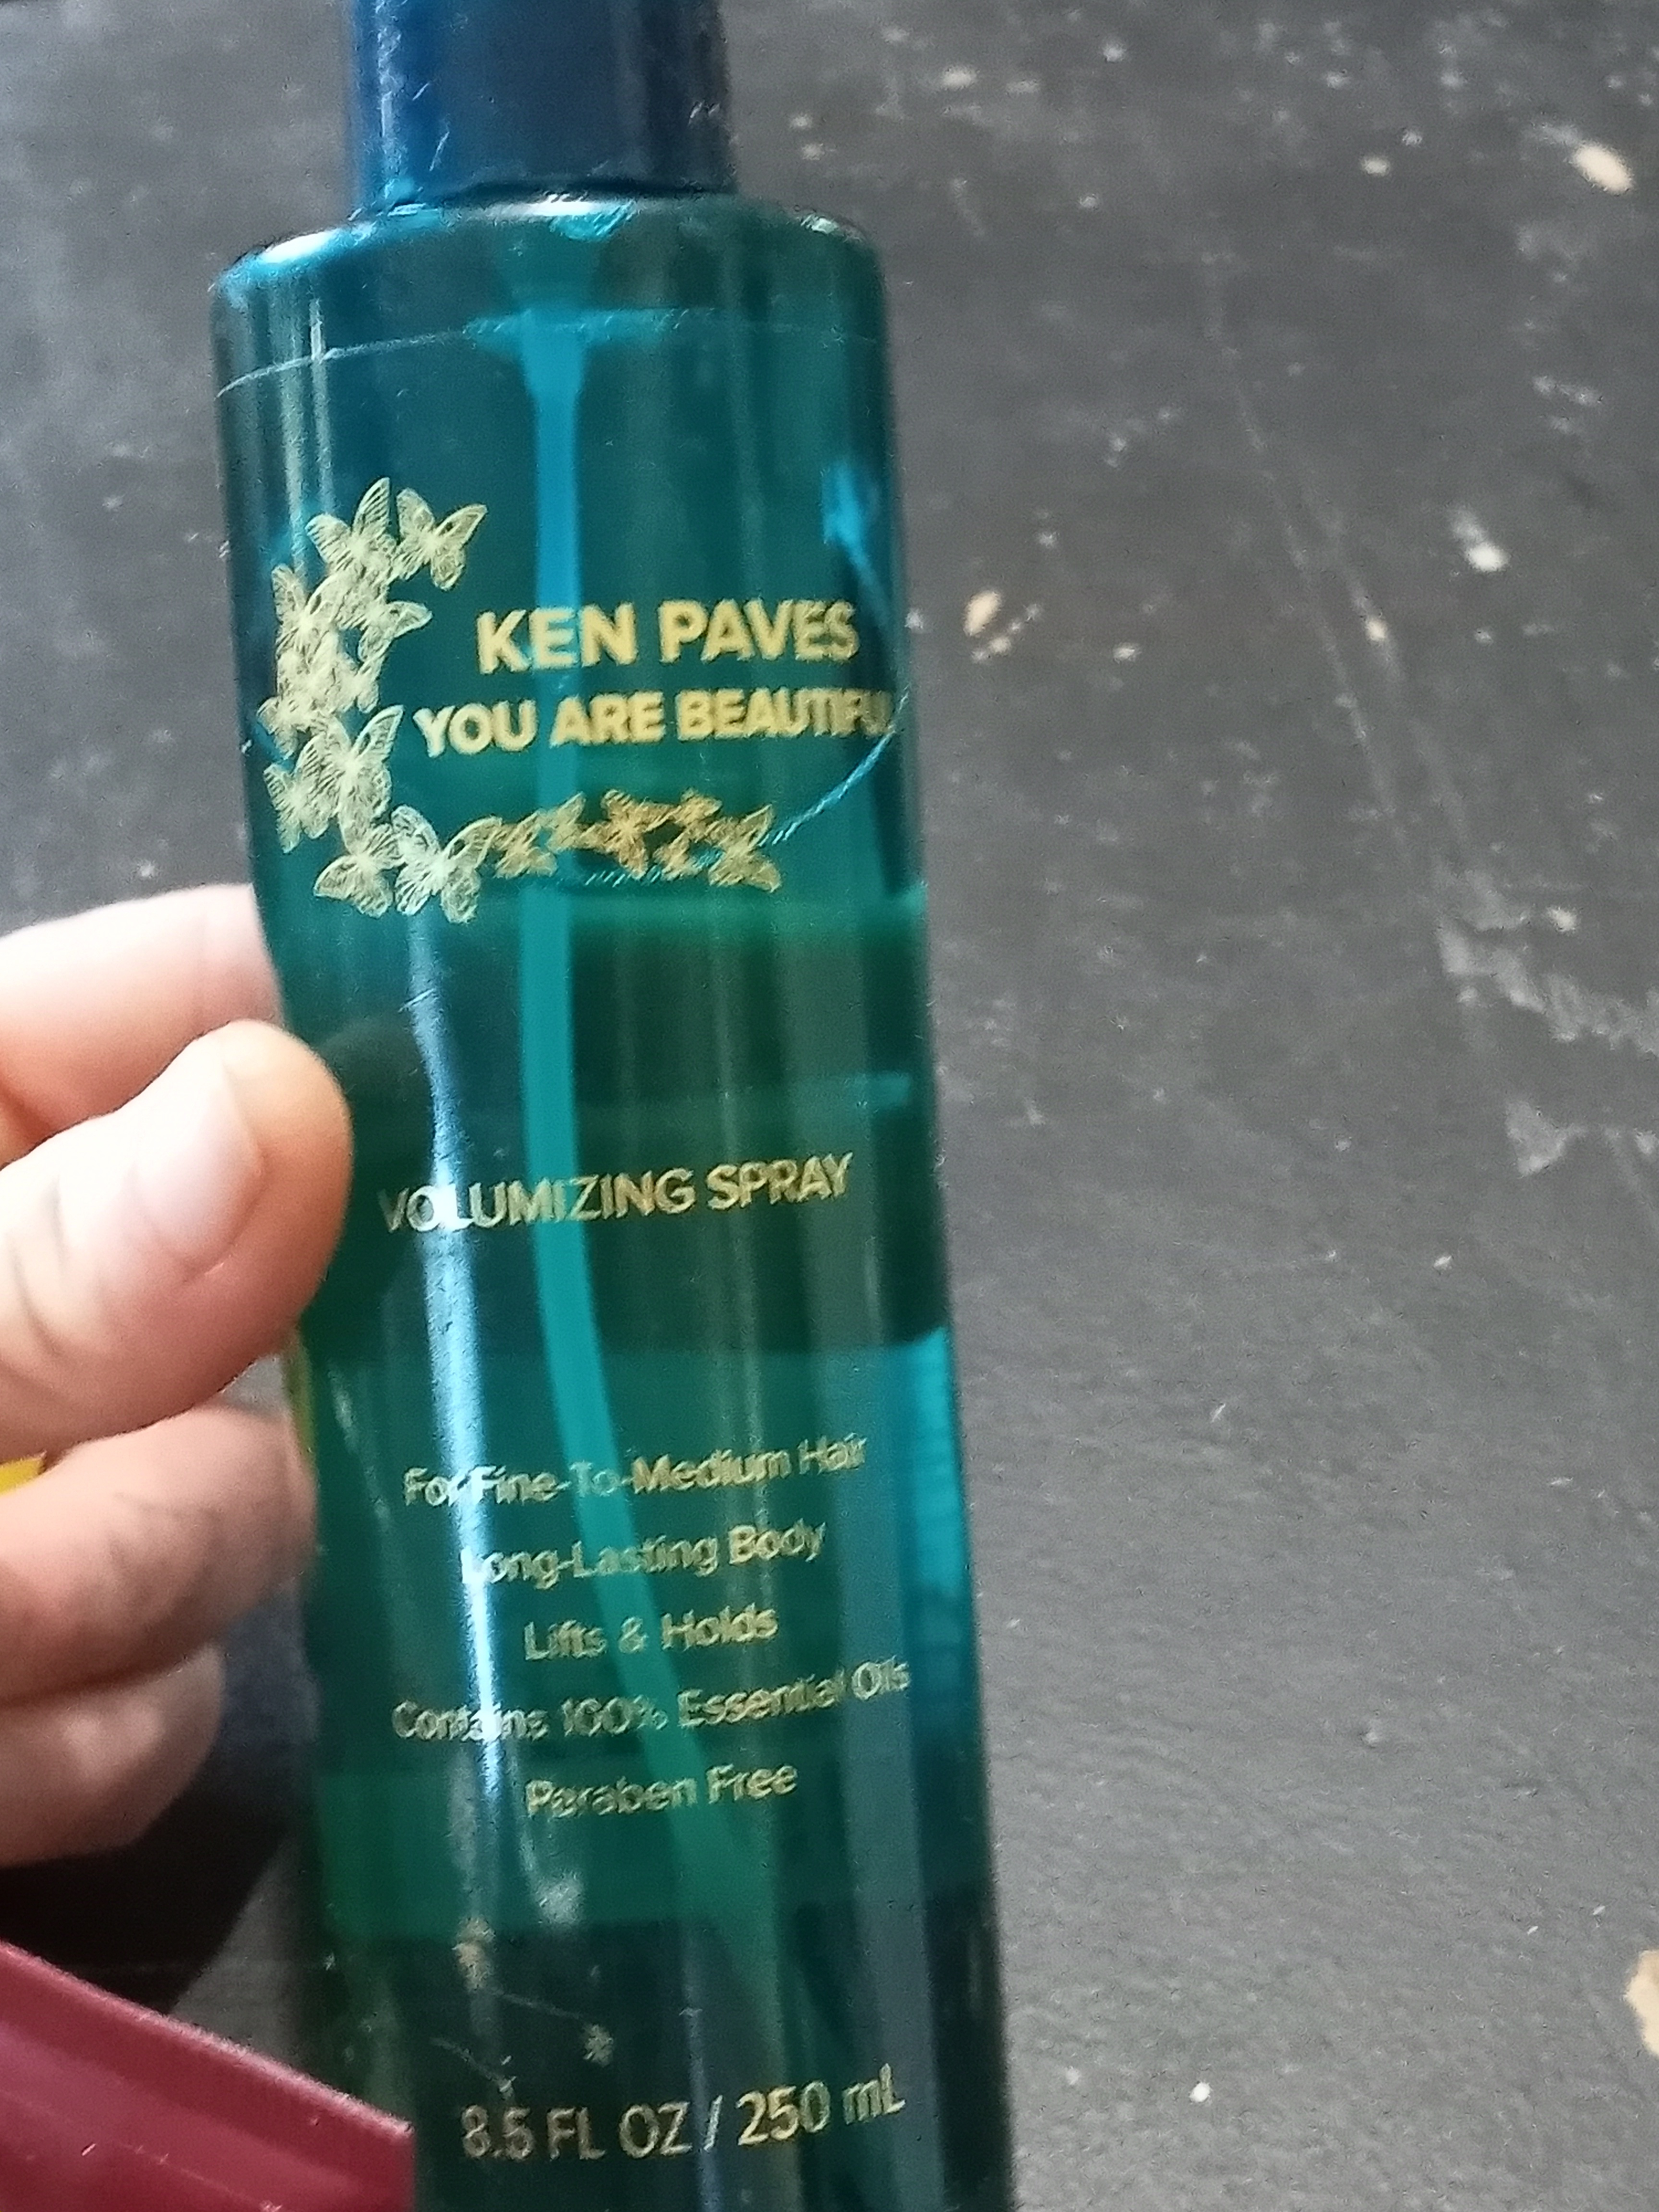 KEN PAVES
YOU ARE BEAUTIFU
VOLUMIZING SPRAY
For Fine-To-Medium Hair
Long-Lasting Body
Lifts & Holds
Contains 100% Essential Oils
Paraben Free
8.5 FL OZ / 250 mL